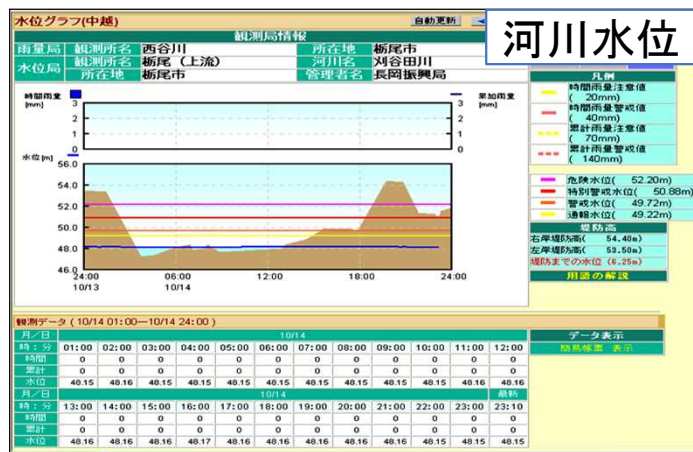 水位グラフ(中越)
自動更新
河川水位
観測局情報
雨量局 観測所名 西谷川 所在地 栃尾市
水位局 観測所名 栃尾（上流） 河川名 刈谷田川
所在地 栃尾市 管理者名 長岡振興局
時間雨量 [mm]
累加雨量 [mm]
3
2
1
0
3
2
1
0
水位 [m]
56.0
54.0
52.0
50.0
48.0
46.0
24:00 06:00 12:00 18:00 24:00
10/13 10/14
凡例
時間雨量注意値
( 20mm)
時間雨量警戒値
( 40mm)
累計雨量注意値
( 70mm)
累計雨量警戒値
( 140mm)
危険水位( 52.20m)
特別警戒水位( 50.88m)
警戒水位( 49.72m)
通報水位( 49.22m)
堤防高
右岸堤防高( 54.40m)
左岸堤防高( 53.50m)
堤防までの水位 (6.25m)
用語の解説
観測データ ( 10/14 01:00―10/14 24:00 )
月／日 10/14
時：分 01:00 02:00 03:00 04:00 05:00 06:00 07:00 08:00 09:00 10:00 11:00 12:00
時間 0 0 0 0 0 0 0 0 0 0 0 0
累計 0 0 0 0 0 0 0 0 0 0 0 0
水位 48.15 48.16 48.15 48.15 48.16 48.16 48.16 48.16 48.16 48.15 48.15 48.16
月／日 10/14 最新
時：分 13:00 14:00 15:00 16:00 17:00 18:00 19:00 20:00 21:00 22:00 23:00 23:10
時間 0 0 0 0 0 0 0 0 0 0 0 0
累計 0 0 0 0 0 0 0 0 0 0 0 0
水位 48.16 48.16 48.16 48.17 48.16 48.16 48.16 48.16 48.16 48.15 48.15 48.15
データ表示
簡易帳票 表示